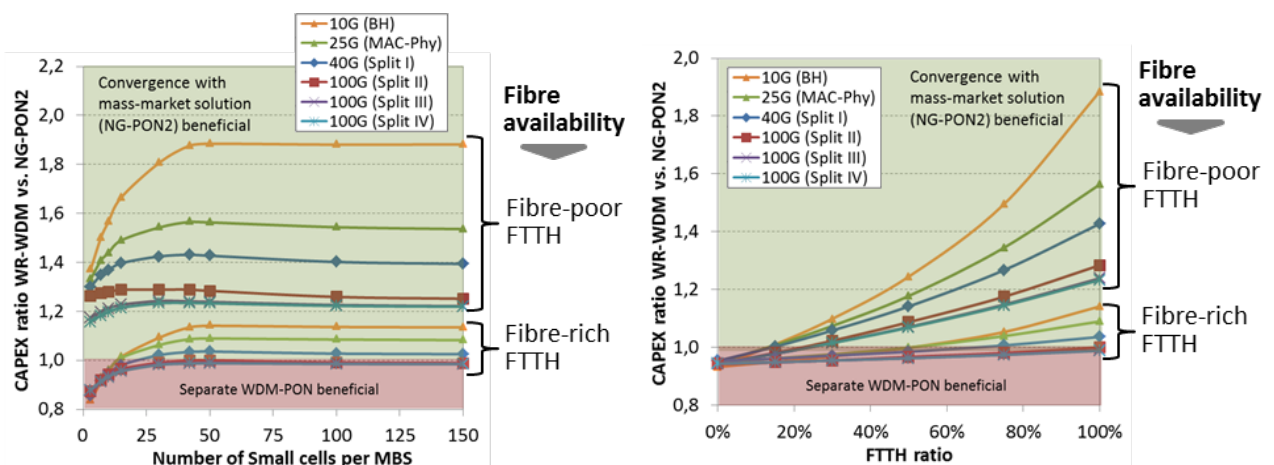 10G (BH)
25G (MAC-Phy)
40G (Split I)
100G (Split II)
100G (Split III)
100G (Split IV)
Convergence with
mass-market solution
(NG-PON2) beneficial
Separate WDM-PON beneficial
CAPEX ratio WR-WDM vs. NG-PON2
2,2
2,0
1,8
1,6
1,4
1,2
1,0
0,8
0
25
50
75
100
125
150
Number of Small cells per MBS
Fibre
availability
Fibre-poor
FTTH
Fibre-rich
FTTH
10G (BH)
25G (MAC-Phy)
40G (Split I)
100G (Split II)
100G (Split III)
100G (Split IV)
Convergence with
mass-market solution
(NG-PON2) beneficial
Separate WDM-PON beneficial
CAPEX ratio WR-WDM vs. NG-PON2
2,0
1,8
1,6
1,4
1,2
1,0
0,8
0%
20%
40%
60%
80%
100%
FTTH ratio
Fibre
availability
Fibre-poor
FTTH
Fibre-rich
FTTH